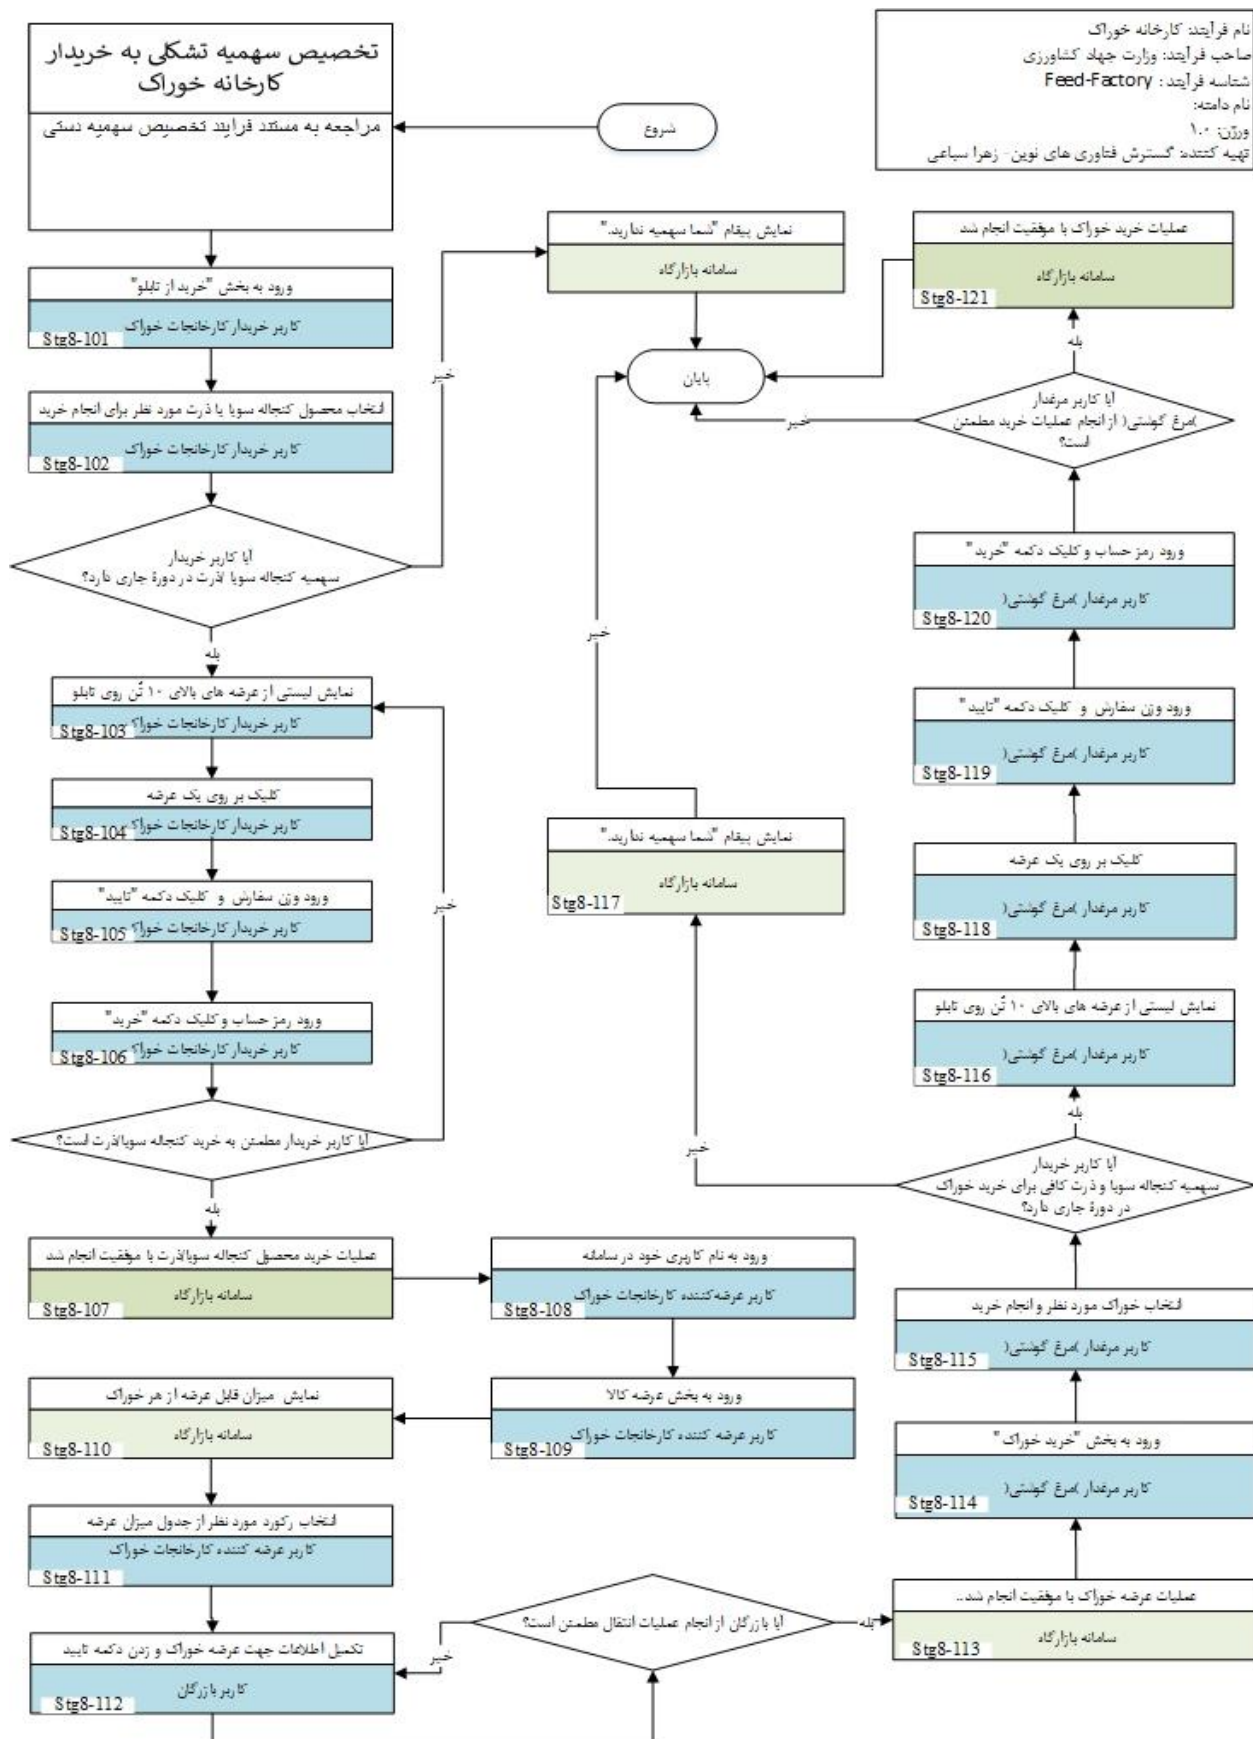 نام فرآیند: کارخانه خوراک
صاحب فرآیند: وزارت جهاد کشاورزی
شناسه فرآیند : Feed-Factory
نام دامنه:
ورژن: ۱.۰
تهیه کننده: گسترش فناوری های نوین- زهرا سباعی
تخصیص سهمیه تشکلی به خریدار
کارخانه خوراک
مراجعه به مستند فرایند تخصیص سهمیه دستی
شروع
ورود به بخش "خرید از تابلو"
کاربر خریدار کارخانجات خوراک
Stg8-101
انتخاب محصول کنجاله سویا یا ذرت مورد نظر برای انجام خرید
کاربر خریدار کارخانجات خوراک
Stg8-102
آیا کاربر خریدار
سهمیه کنجاله سویا /ذرت در دورۀ جاری دارد؟
خیر
نمایش پیغام "شما سهمیه ندارید."
سامانه بازارگاه
پایان
بله
نمایش لیستی از عرضه های بالای ۱۰ تُن روی تابلو
کاربر خریدار کارخانجات خوراک
Stg8-103
کلیک بر روی یک عرضه
کاربر خریدار کارخانجات خوراک
Stg8-104
ورود وزن سفارش و کلیک دکمه "تایید"
کاربر خریدار کارخانجات خوراک
Stg8-105
ورود رمز حساب و کلیک دکمه "خرید"
کاربر خریدار کارخانجات خوراک
Stg8-106
آیا کاربر خریدار مطمئن به خرید کنجاله سویا/ذرت است؟
خیر
بله
عملیات خرید محصول کنجاله سویا/ذرت با موفقیت انجام شد
سامانه بازارگاه
Stg8-107
ورود به نام کاربری خود در سامانه
کاربر عرضه‌کننده کارخانجات خوراک
Stg8-108
ورود به بخش عرضه کالا
کاربر عرضه کننده کارخانجات خوراک
Stg8-109
نمایش میزان قابل عرضه از هر خوراک
سامانه بازارگاه
Stg8-110
انتخاب رکورد مورد نظر از جدول میزان عرضه
کاربر عرضه کننده کارخانجات خوراک
Stg8-111
تکمیل اطلاعات جهت عرضه خوراک و زدن دکمه تایید
کاربر بازرگان
Stg8-112
آیا بازرگان از انجام عملیات انتقال مطمئن است؟
خیر
بله
عملیات عرضه خوراک با موفقیت انجام شد..
سامانه بازارگاه
Stg8-113
ورود به بخش "خرید خوراک"
کاربر مرغدار )مرغ گوشتی(
Stg8-114
انتخاب خوراک مورد نظر و انجام خرید
کاربر مرغدار )مرغ گوشتی(
Stg8-115
آیا کاربر خریدار
سهمیه کنجاله سویا و ذرت کافی برای خرید خوراک
در دورۀ جاری دارد؟
خیر
نمایش پیغام "شما سهمیه ندارید."
سامانه بازارگاه
Stg8-117
خیر
بله
نمایش لیستی از عرضه های بالای ۱۰ تُن روی تابلو
کاربر مرغدار )مرغ گوشتی(
Stg8-116
کلیک بر روی یک عرضه
کاربر مرغدار )مرغ گوشتی(
Stg8-118
ورود وزن سفارش و کلیک دکمه "تایید"
کاربر مرغدار )مرغ گوشتی(
Stg8-119
ورود رمز حساب و کلیک دکمه "خرید"
کاربر مرغدار )مرغ گوشتی(
Stg8-120
آیا کاربر مرغدار
)مرغ گوشتی( از انجام عملیات خرید مطمئن
است؟
خیر
بله
عملیات خرید خوراک با موفقیت انجام شد
سامانه بازارگاه
Stg8-121